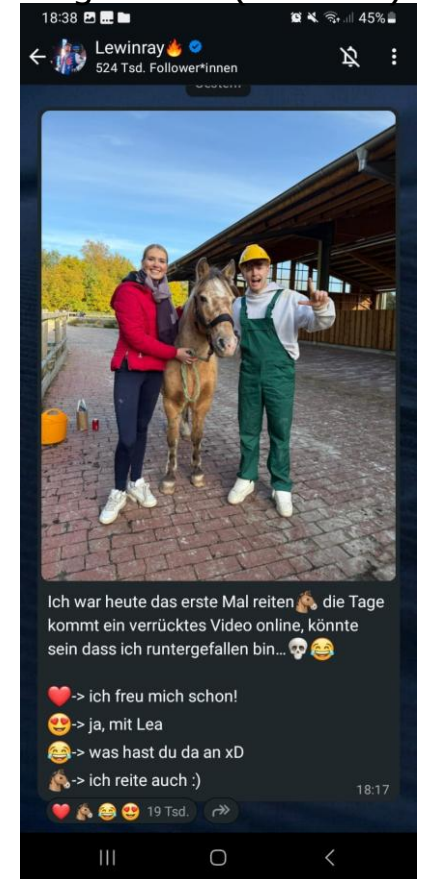 18:38
45%
Lewinray🔥
524 Tsd. Follower*innen
Ich war heute das erste Mal reiten🐴 die Tage
kommt ein verrücktes Video online, könnte
sein dass ich runtergefallen bin...💀😂
❤️-> ich freu mich schon!
😍-> ja, mit Lea
😂-> was hast du da an xD
🐴-> ich reite auch :)
18:17
❤️🐴😂😍 19 Tsd.